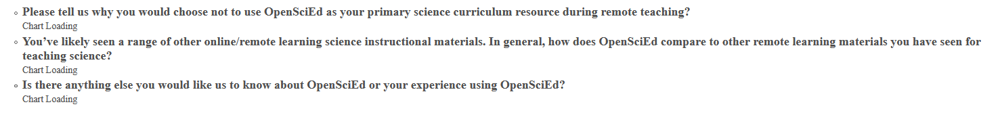 Please tell us why you would choose not to use OpenSciEd as your primary science curriculum resource during remote teaching?
Chart Loading
You’ve likely seen a range of other online/remote learning science instructional materials. In general, how does OpenSciEd compare to other remote learning materials you have seen for
teaching science?
Chart Loading
Is there anything else you would like us to know about OpenSciEd or your experience using OpenSciEd?
Chart Loading